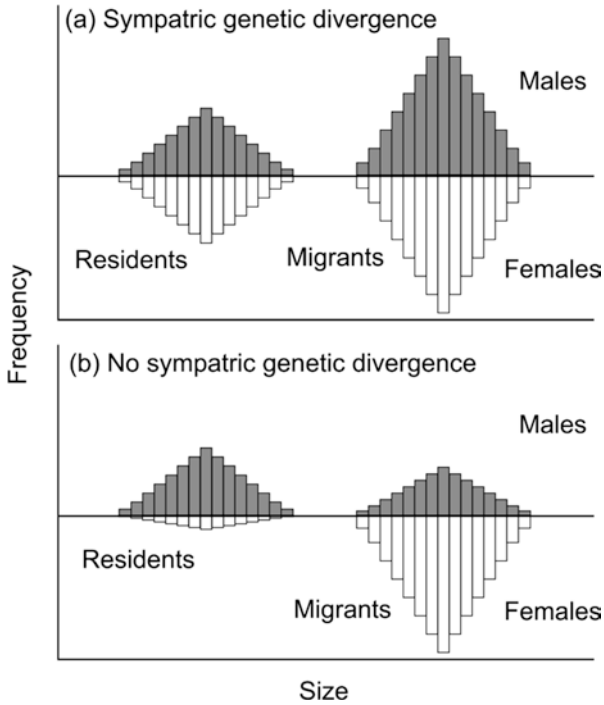 (a) Sympatric genetic divergence
Males
Residents
Migrants
Females
Frequency
(b) No sympatric genetic divergence
Males
Residents
Migrants
Females
Size